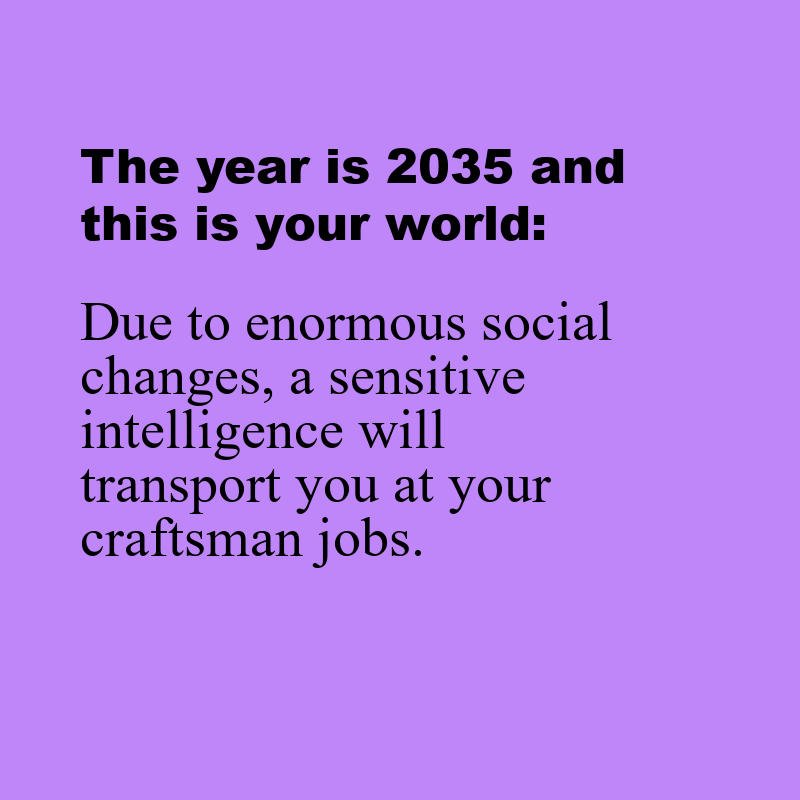 The year is 2035 and
this is your world:
Due to enormous social
changes, a sensitive
intelligence will
transport you at your
craftsman jobs.